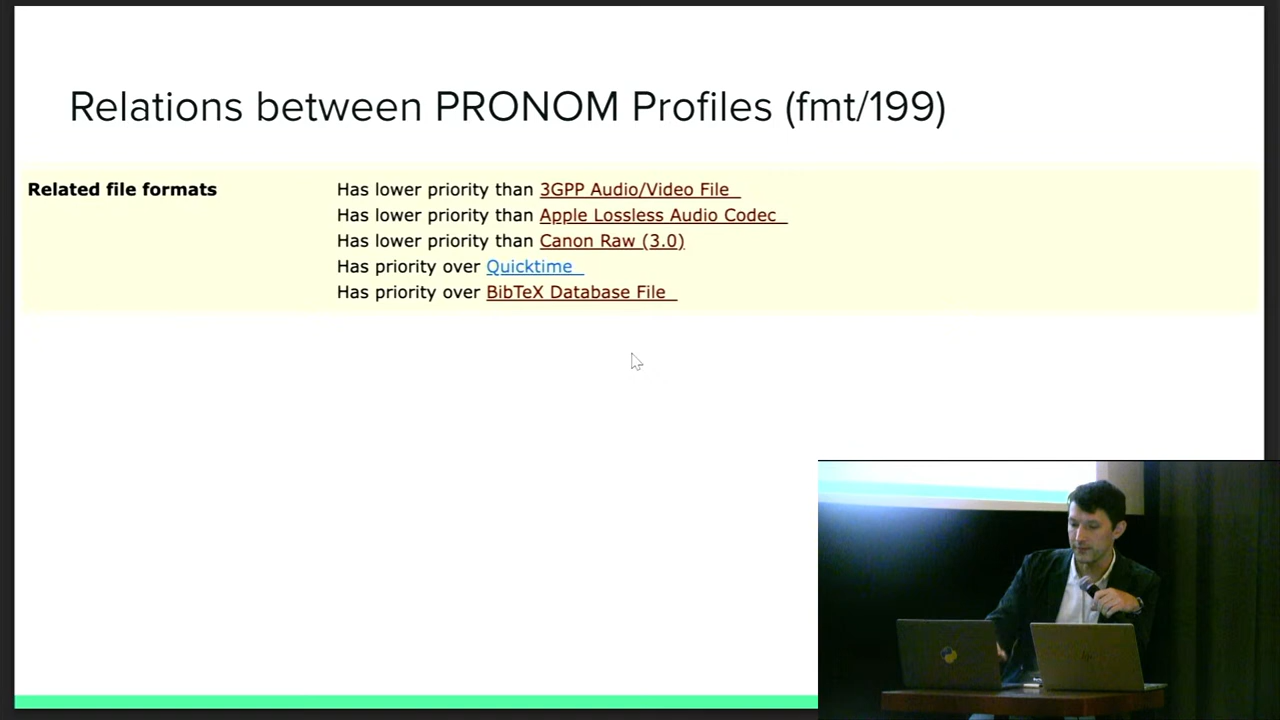 Relations between PRONOM Profiles (fmt/199)
Related file formats
Has lower priority than 3GPP Audio/Video File
Has lower priority than Apple Lossless Audio Codec
Has lower priority than Canon Raw (3.0)
Has priority over Quicktime
Has priority over BibTeX Database File